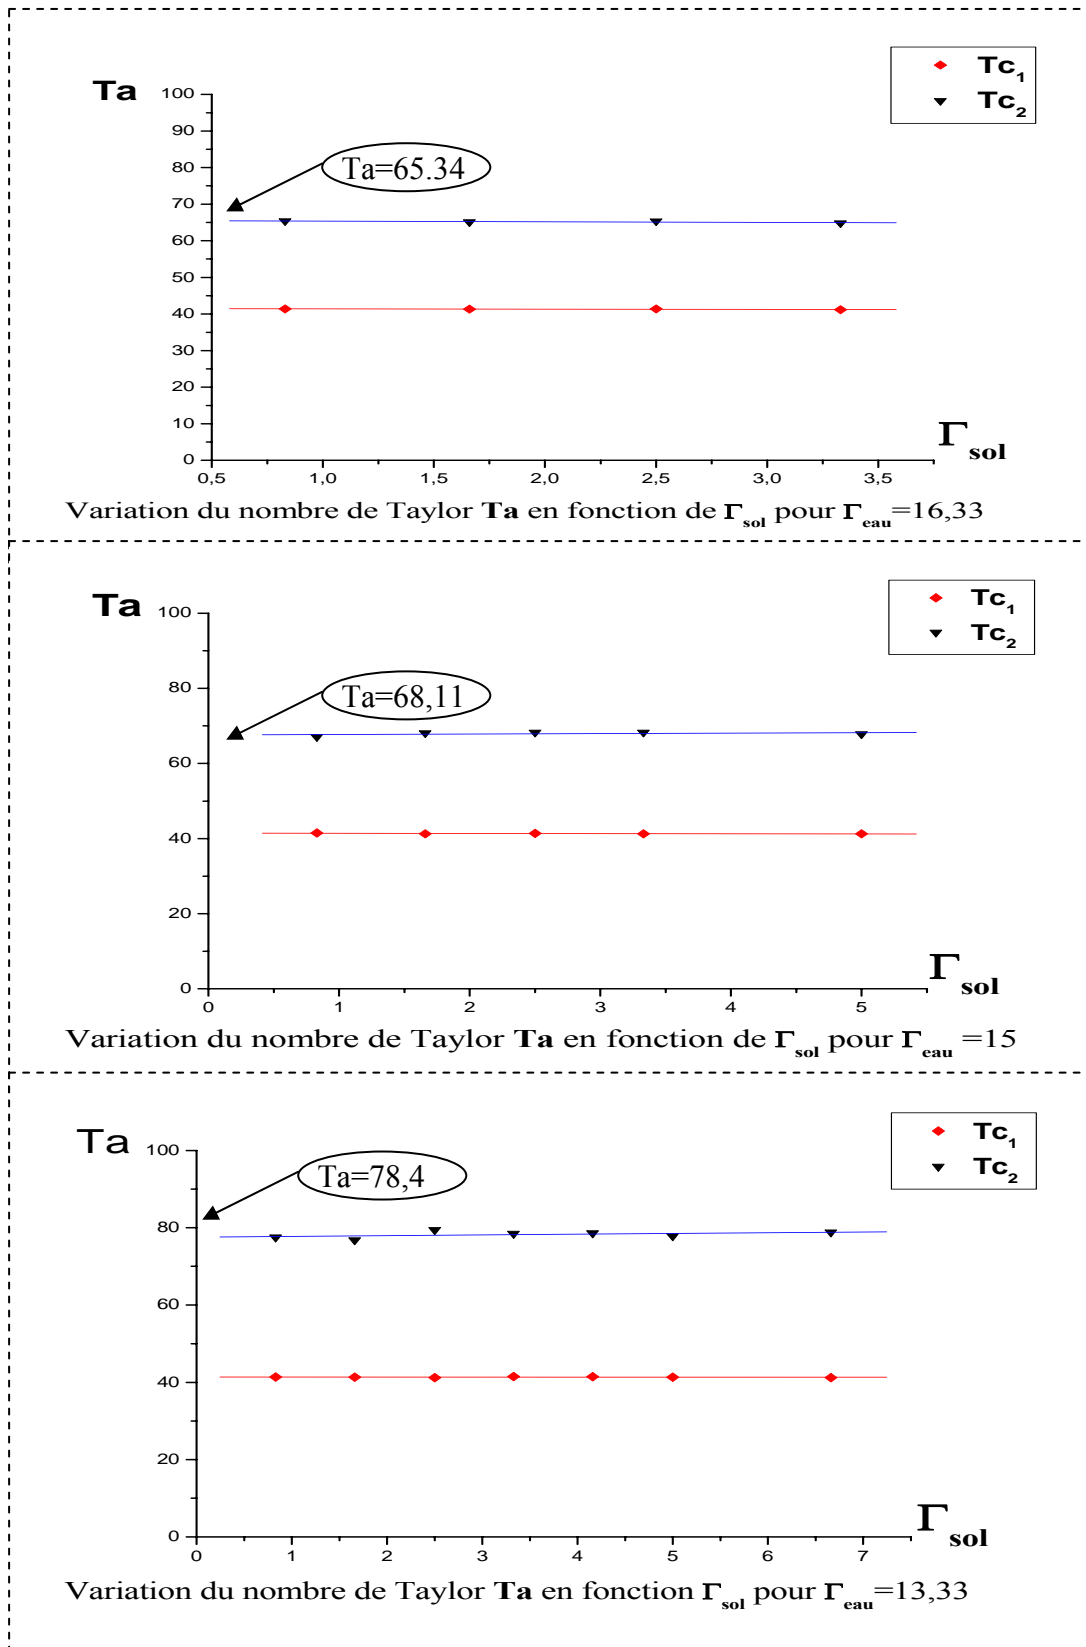 Tc1
Tc2
Ta
100
90
80
70
60
50
40
30
20
10
0
Ta=65.34
0,5 1,0 1,5 2,0 2,5 3,0 3,5
Γsol
Variation du nombre de Taylor Ta en fonction de Γsol pour Γeau=16,33
Tc1
Tc2
Ta
100
80
60
40
20
0
Ta=68,11
0 1 2 3 4 5
Γsol
Variation du nombre de Taylor Ta en fonction de Γsol pour Γeau =15
Tc1
Tc2
Ta
100
80
60
40
20
0
Ta=78,4
0 1 2 3 4 5 6 7
Γsol
Variation du nombre de Taylor Ta en fonction Γsol pour Γeau=13,33